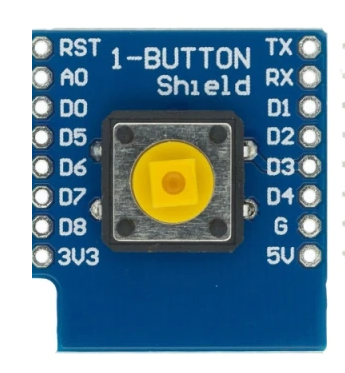 RST 1-BUTTON TX
A0 Shield RX
D0 D1
D5 D2
D6 D3
D7 D4
D8 G
3V3 5V